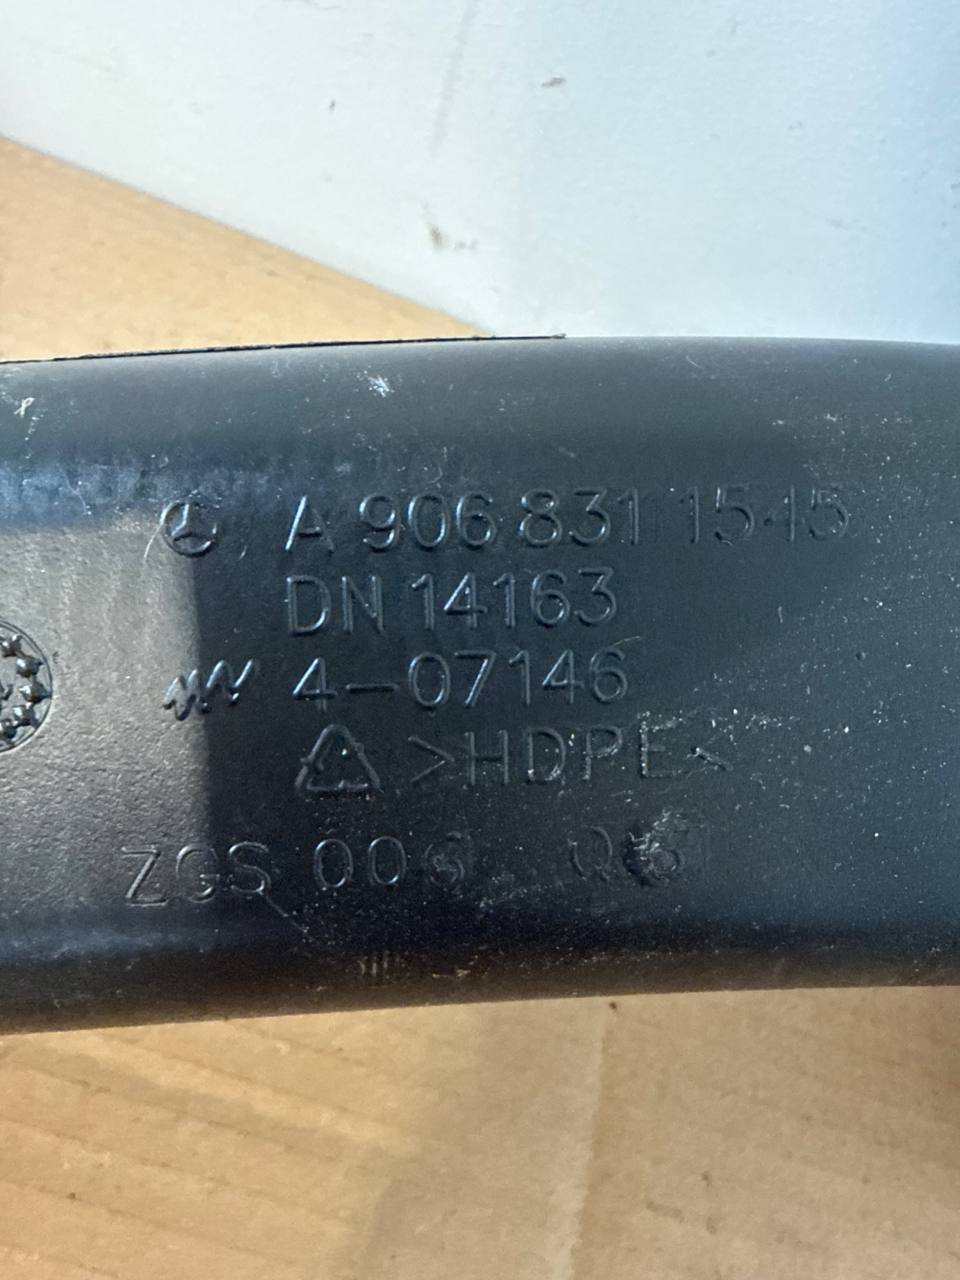 A 906 831 15 45
DN 14163
4-07146
>HDPE<
ZGS 006